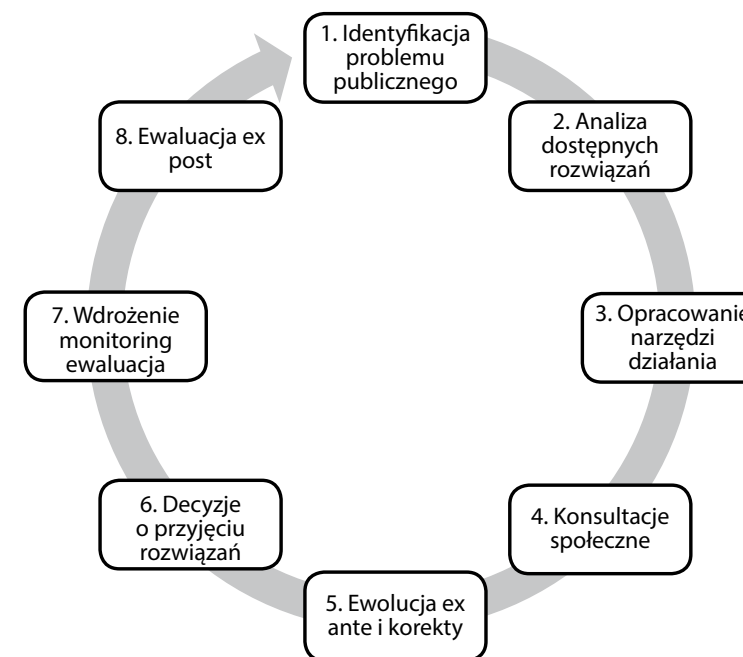 1. Identyfikacja
problemu
publicznego
2. Analiza
dostępnych
rozwiązań
3. Opracowanie
narzędzi
działania
4. Konsultacje
społeczne
5. Ewolucja ex
ante i korekty
6. Decyzje
o przyjęciu
rozwiązań
7. Wdrożenie
monitoring
ewaluacja
8. Ewaluacja ex
post